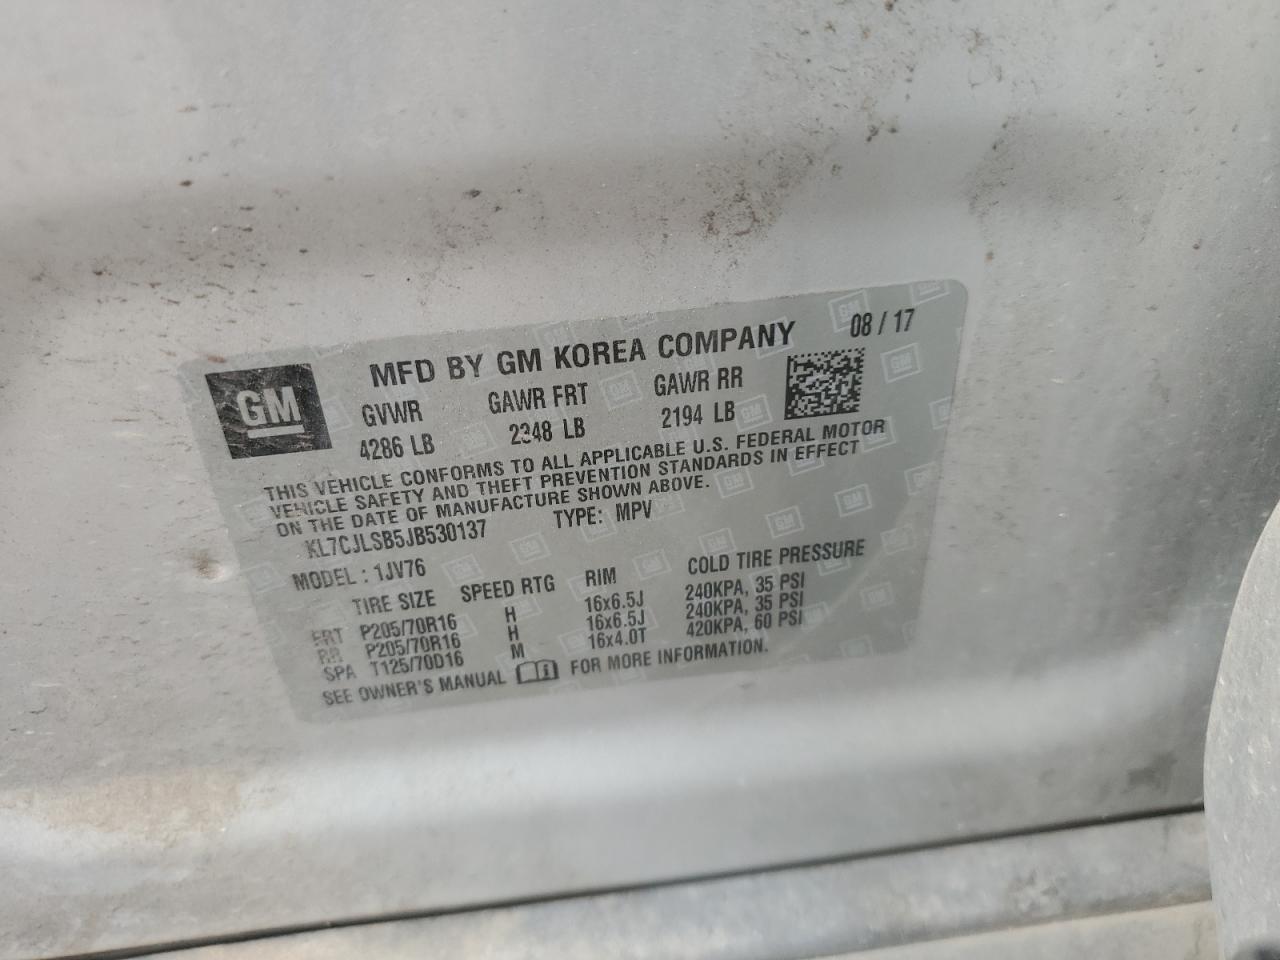 GM
MFD BY GM KOREA COMPANY 08 / 17
GVWR GAWR FRT GAWR RR
4286 LB 2348 LB 2194 LB
THIS VEHICLE CONFORMS TO ALL APPLICABLE U.S. FEDERAL MOTOR
VEHICLE SAFETY AND THEFT PREVENTION STANDARDS IN EFFECT
ON THE DATE OF MANUFACTURE SHOWN ABOVE.
KL7CJLSB5JB530137 TYPE: MPV
MODEL : 1JV76
TIRE SIZE SPEED RTG RIM COLD TIRE PRESSURE
FRT P205/70R16 H 16x6.5J 240KPA, 35 PSI
RR P205/70R16 H 16x6.5J 240KPA, 35 PSI
SPA T125/70D16 M 16x4.0T 420KPA, 60 PSI
SEE OWNER'S MANUAL FOR MORE INFORMATION.